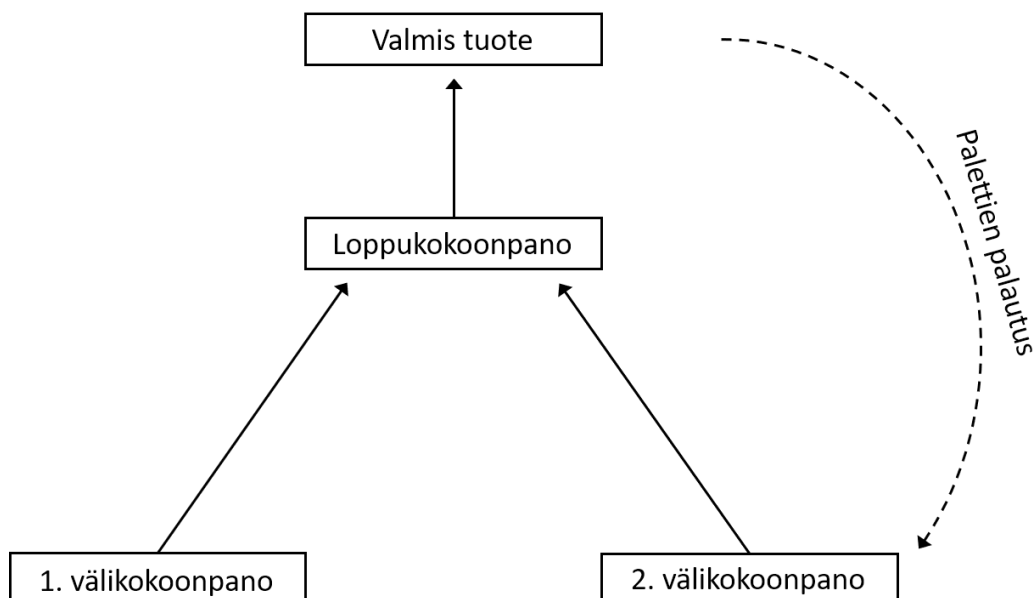 Valmis tuote
Palettien palautus
Loppukokoonpano
1. välikokoonpano
2. välikokoonpano